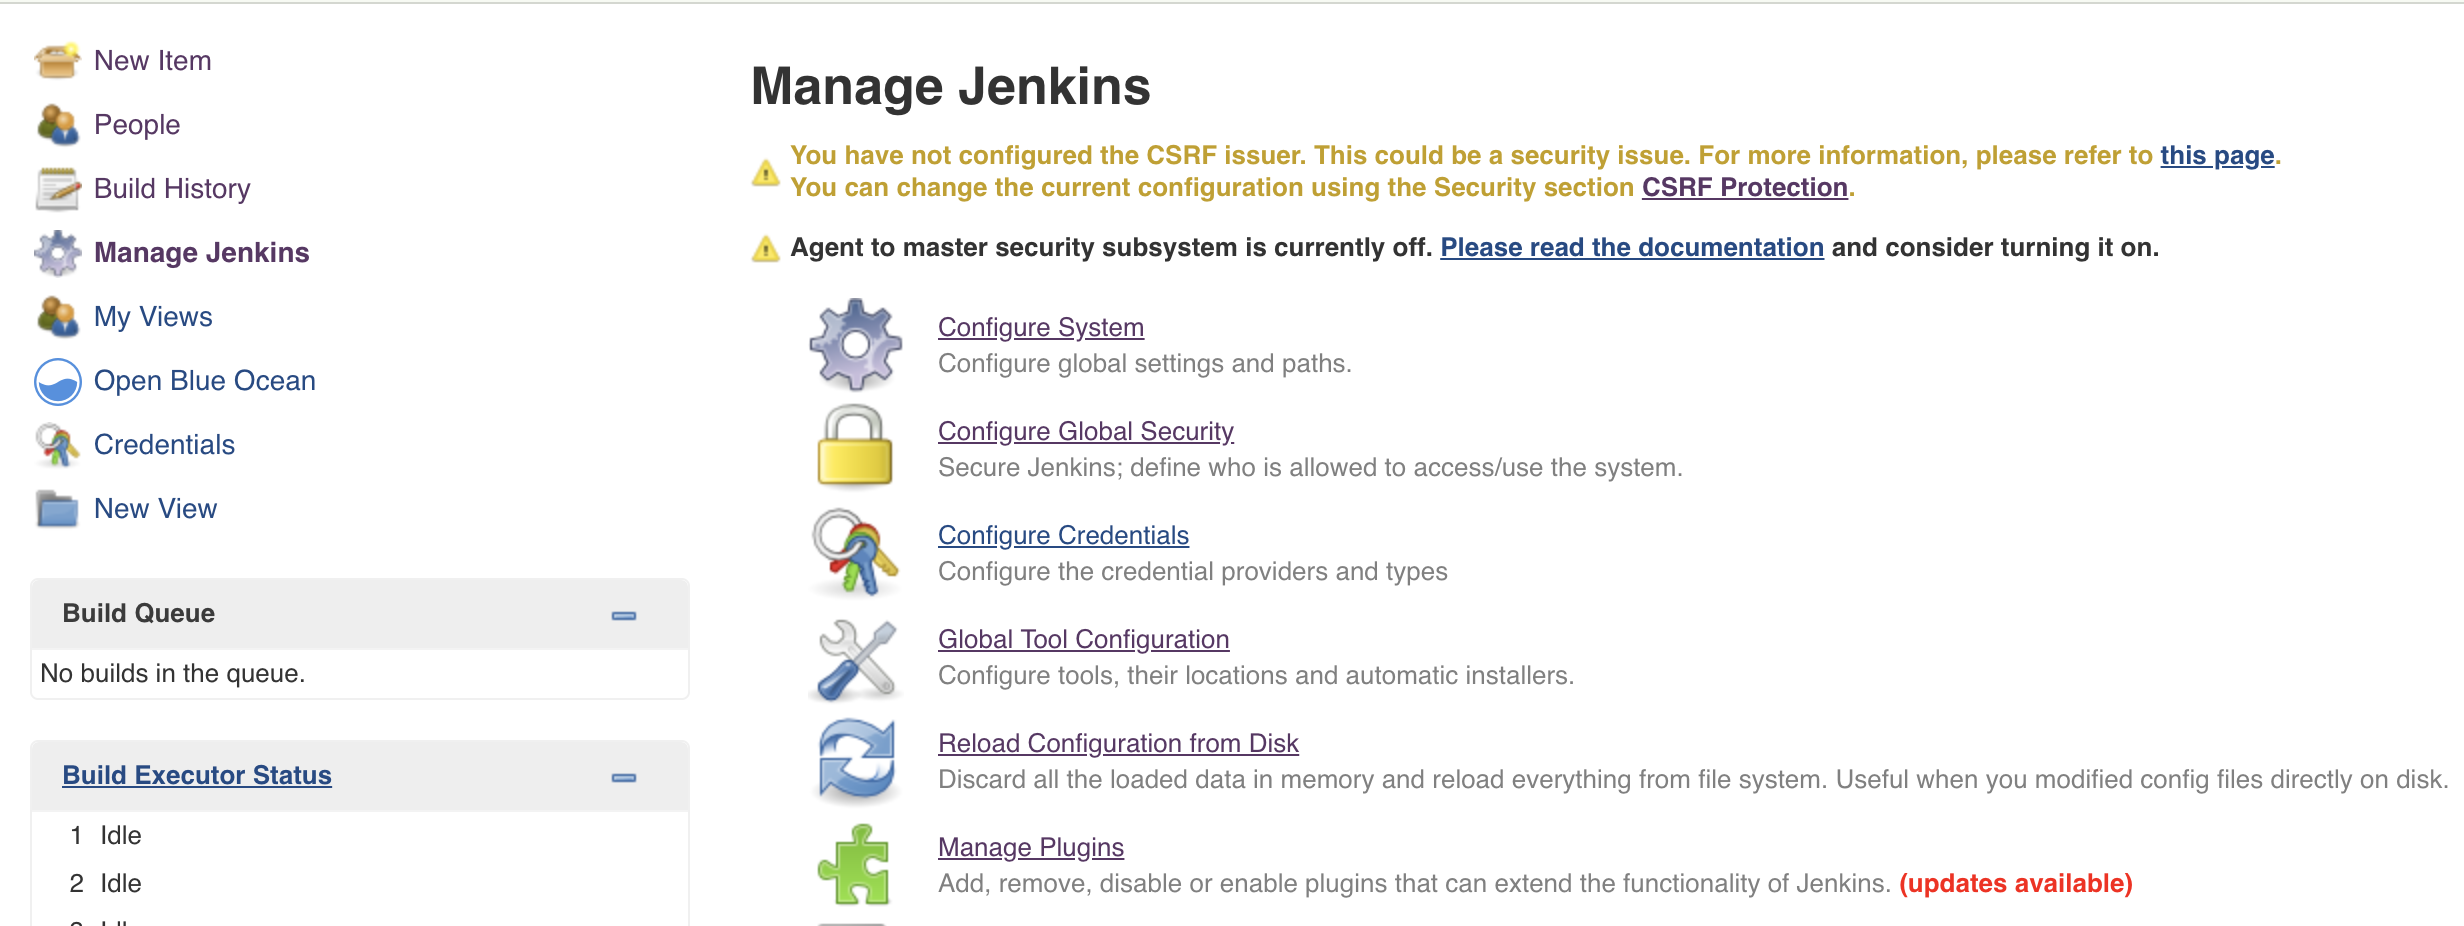 New Item
People
Build History
Manage Jenkins
My Views
Open Blue Ocean
Credentials
New View
Build Queue
No builds in the queue.
Build Executor Status
1 Idle
2 Idle
Manage Jenkins
You have not configured the CSRF issuer. This could be a security issue. For more information, please refer to this page.
You can change the current configuration using the Security section CSRF Protection.
Agent to master security subsystem is currently off. Please read the documentation and consider turning it on.
Configure System
Configure global settings and paths.
Configure Global Security
Secure Jenkins; define who is allowed to access/use the system.
Configure Credentials
Configure the credential providers and types
Global Tool Configuration
Configure tools, their locations and automatic installers.
Reload Configuration from Disk
Discard all the loaded data in memory and reload everything from file system. Useful when you modified config files directly on disk.
Manage Plugins
Add, remove, disable or enable plugins that can extend the functionality of Jenkins. (updates available)